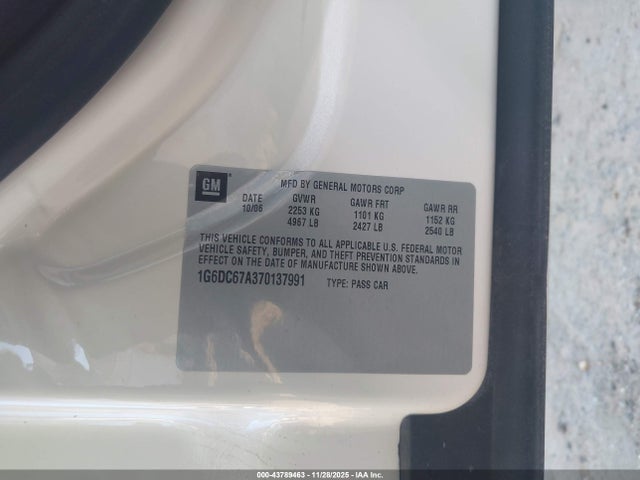 GM
MFD BY GENERAL MOTORS CORP
DATE GVWR GAWR FRT GAWR RR
10/06 2253 KG 1101 KG 1152 KG
4967 LB 2427 LB 2540 LB
THIS VEHICLE CONFORMS TO ALL APPLICABLE U.S. FEDERAL MOTOR
VEHICLE SAFETY, BUMPER, AND THEFT PREVENTION STANDARDS IN
EFFECT ON THE DATE OF MANUFACTURE SHOWN ABOVE.
1G6DC67A370137991 TYPE: PASS CAR
000-43789463 - 11/28/2025 - IAA Inc.